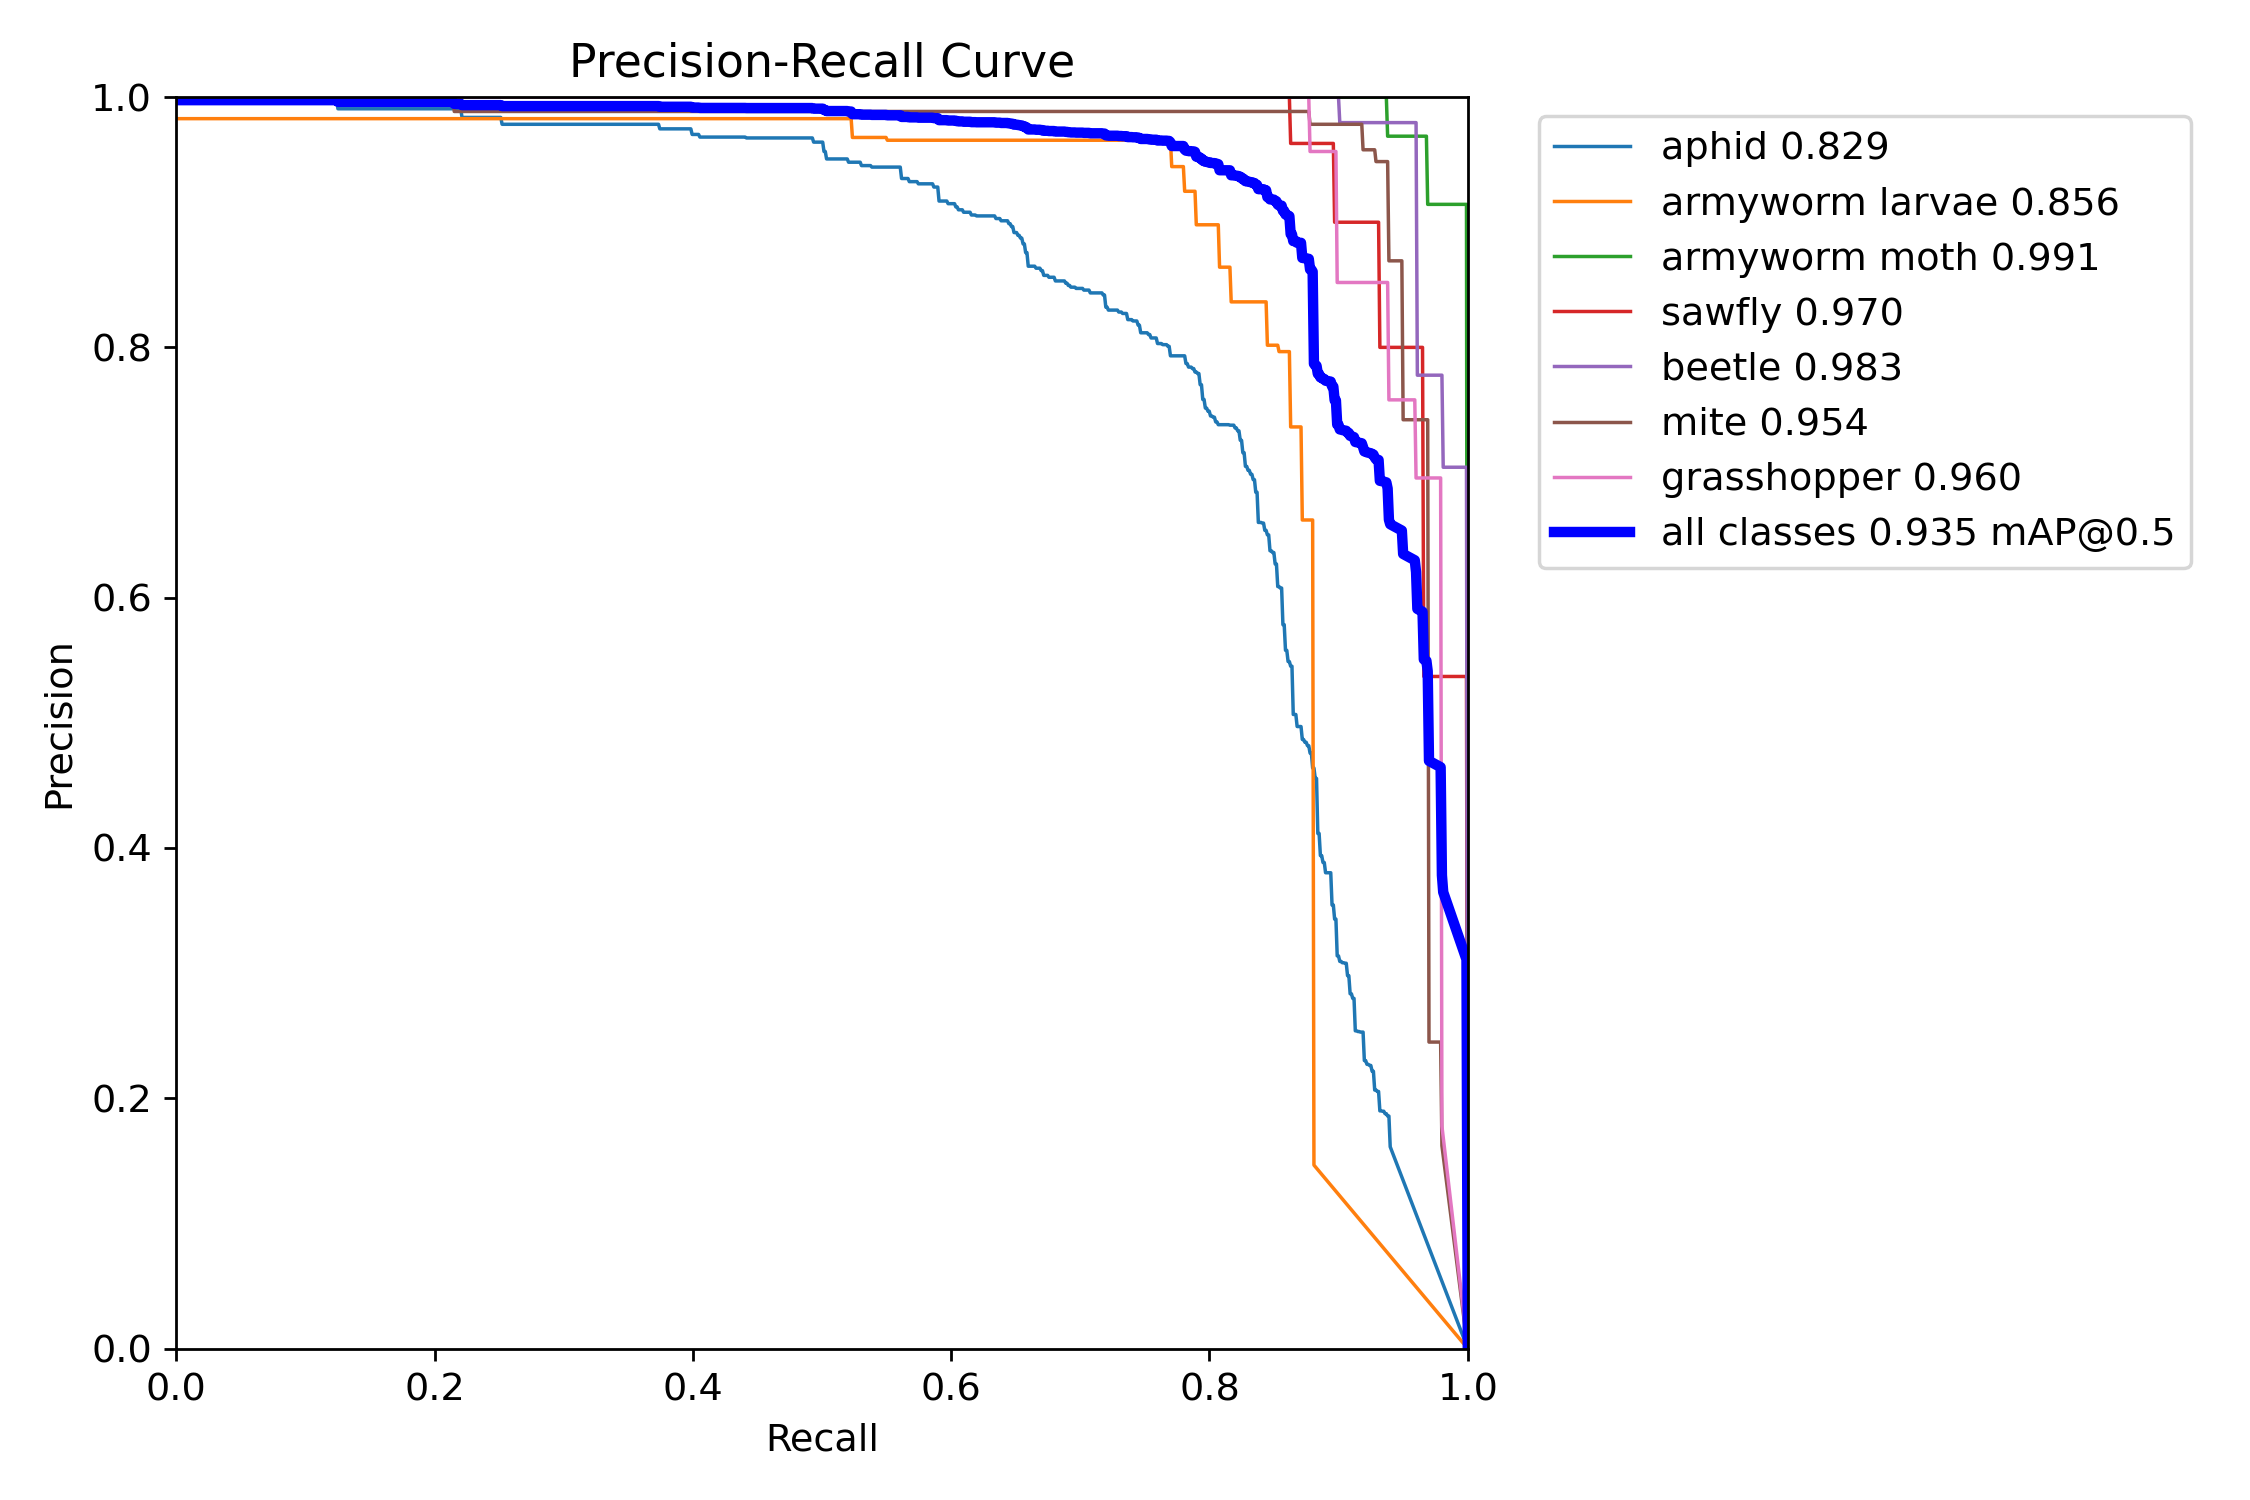 Precision-Recall Curve
1.0
0.8
0.6
0.4
0.2
0.0
Precision
0.0 0.2 0.4 0.6 0.8 1.0
Recall
aphid 0.829
armyworm larvae 0.856
armyworm moth 0.991
sawfly 0.970
beetle 0.983
mite 0.954
grasshopper 0.960
all classes 0.935 mAP@0.5